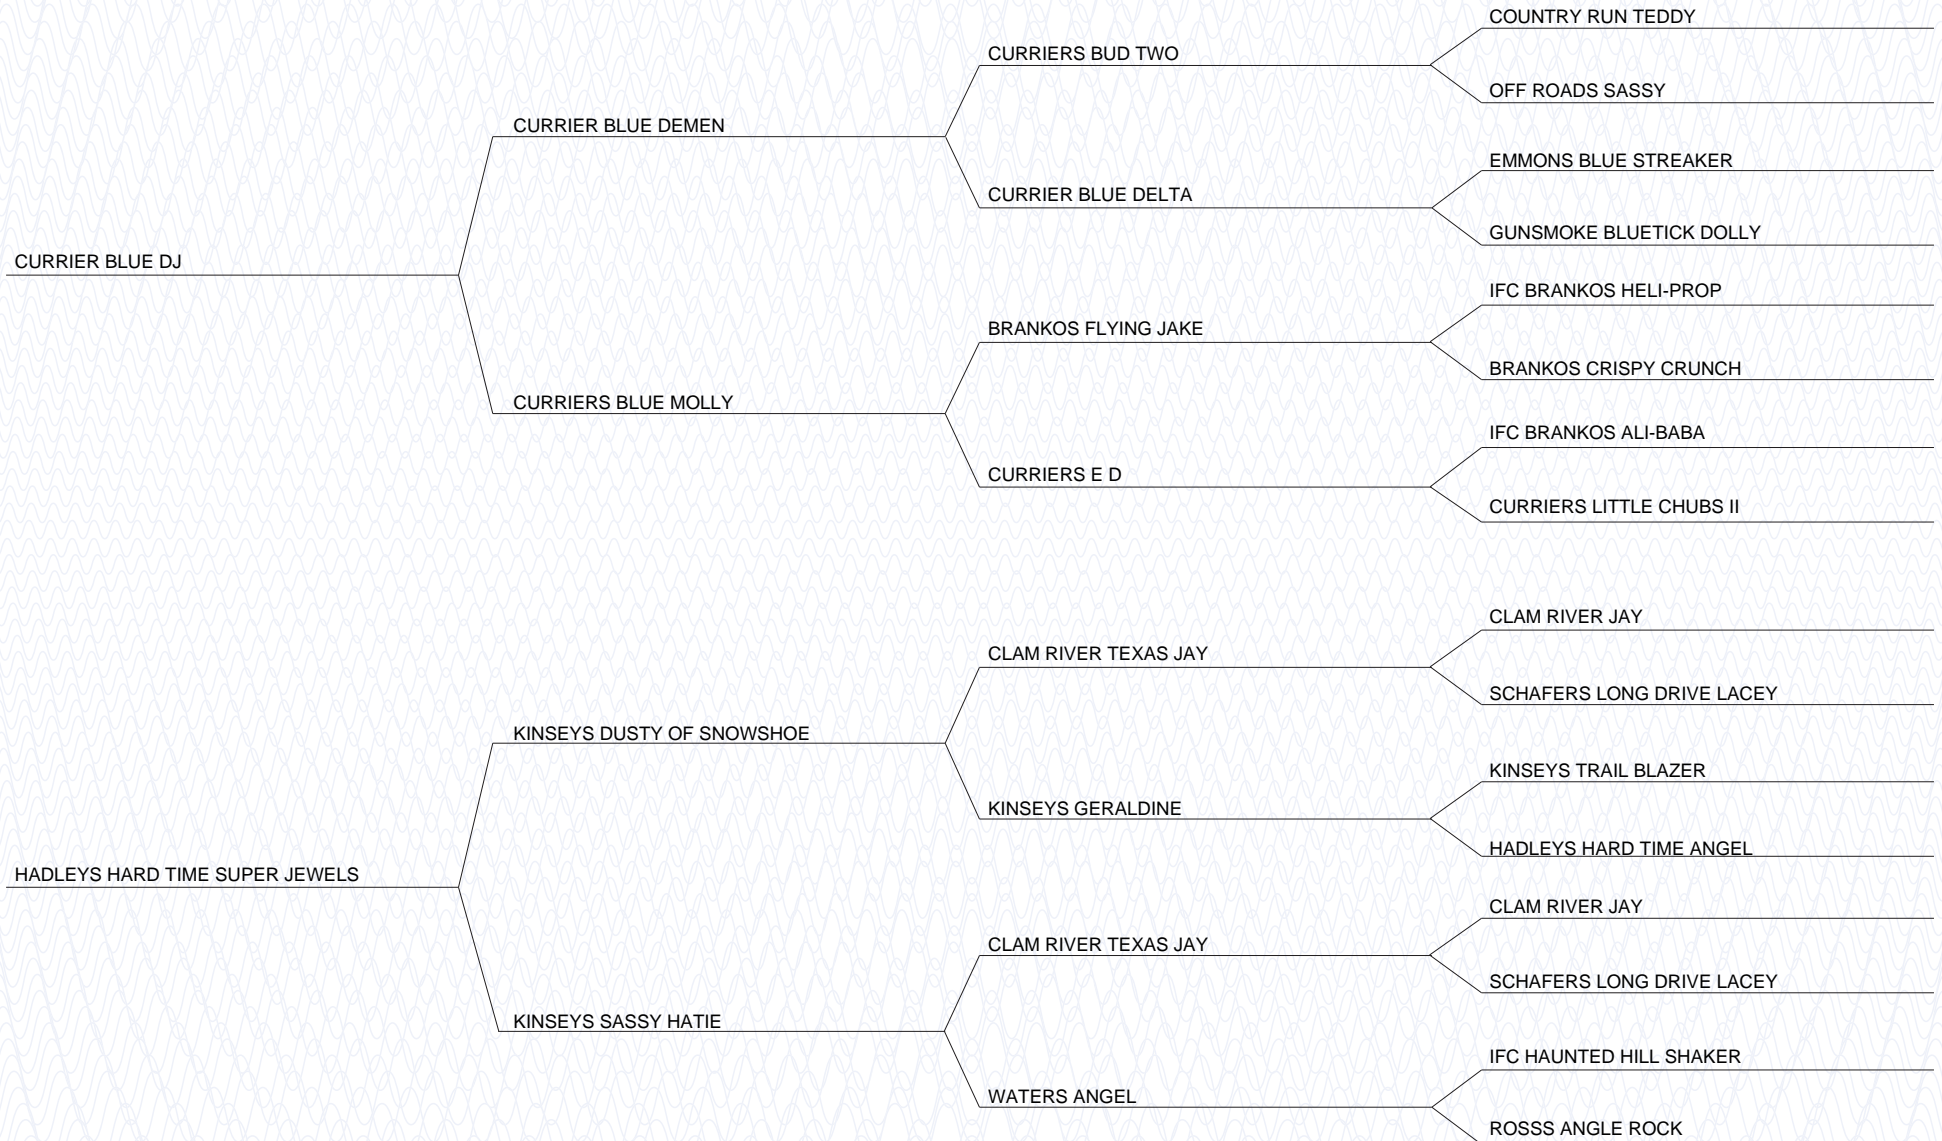 COUNTRY RUN TEDDY
CURRIERS BUD TWO
OFF ROADS SASSY
CURRIER BLUE DEMEN
EMMONS BLUE STREAKER
CURRIER BLUE DELTA
GUNSMOKE BLUETICK DOLLY
CURRIER BLUE DJ
IFC BRANKOS HELI-PROP
BRANKOS FLYING JAKE
BRANKOS CRISPY CRUNCH
CURRIERS BLUE MOLLY
IFC BRANKOS ALI-BABA
CURRIERS E D
CURRIERS LITTLE CHUBS II
CLAM RIVER JAY
CLAM RIVER TEXAS JAY
SCHAFERS LONG DRIVE LACEY
KINSEYS DUSTY OF SNOWSHOE
KINSEYS TRAIL BLAZER
KINSEYS GERALDINE
HADLEYS HARD TIME ANGEL
HADLEYS HARD TIME SUPER JEWELS
CLAM RIVER JAY
CLAM RIVER TEXAS JAY
SCHAFERS LONG DRIVE LACEY
KINSEYS SASSY HATIE
IFC HAUNTED HILL SHAKER
WATERS ANGEL
ROSSS ANGLE ROCK